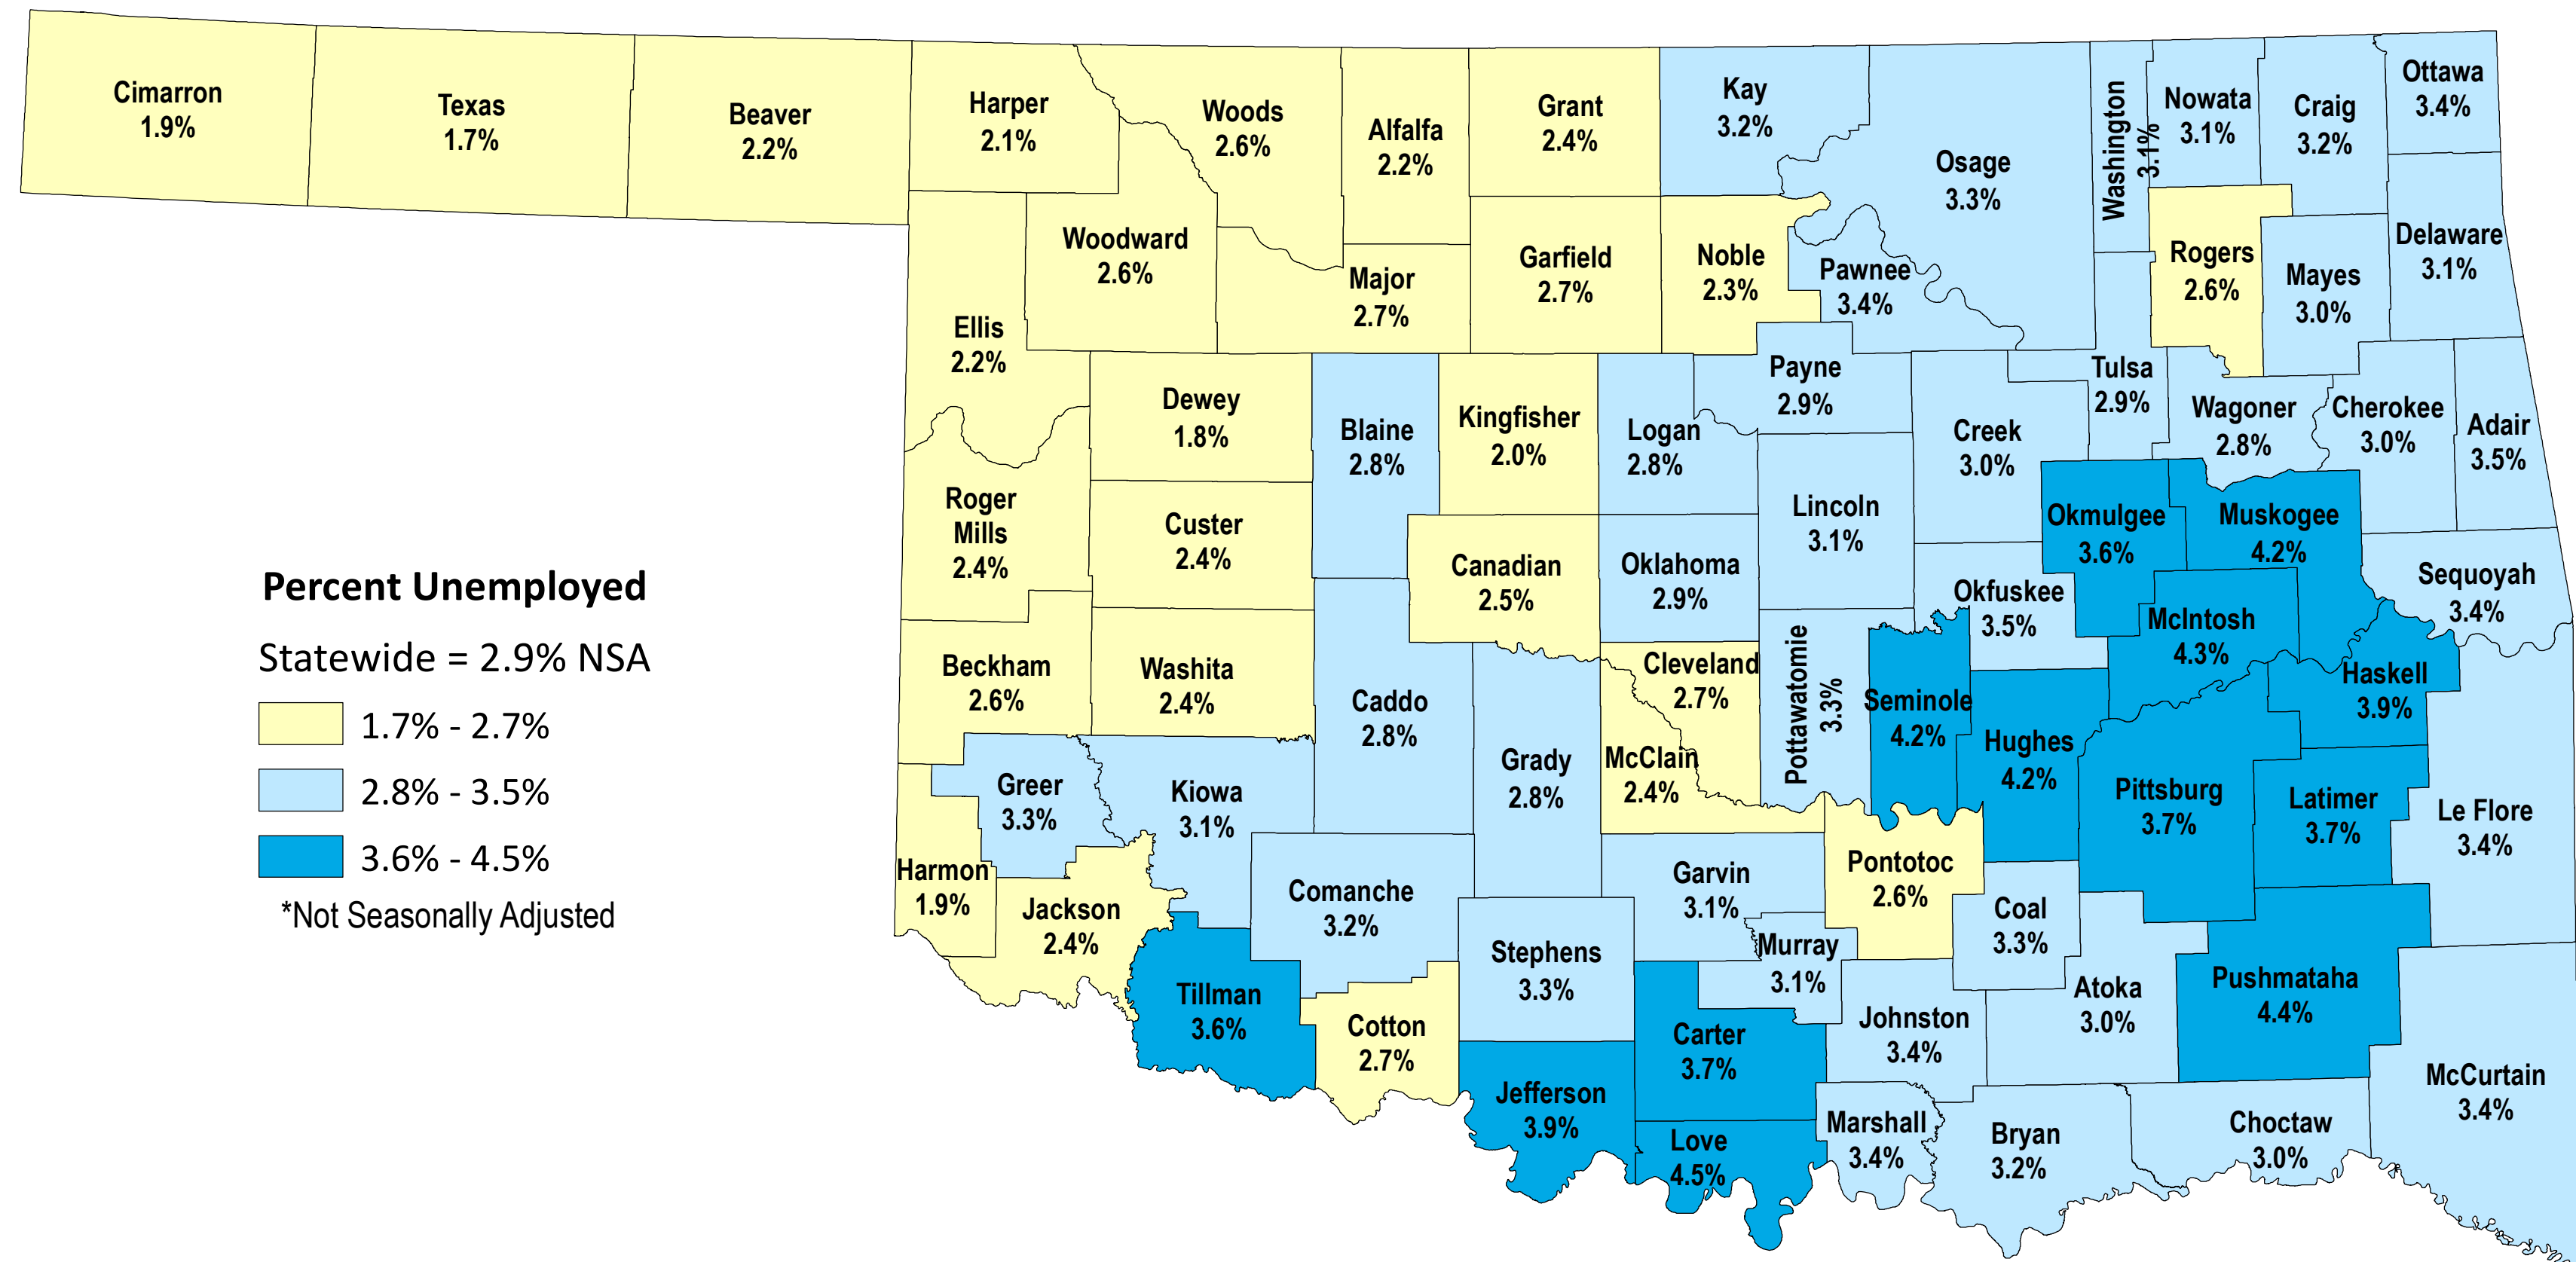 Cimarron
1.9%
Texas
1.7%
Beaver
2.2%
Harper
2.1%
Woods
2.6%
Alfalfa
2.2%
Grant
2.4%
Kay
3.2%
Osage
3.3%
Washington
3.1%
Nowata
3.1%
Craig
3.2%
Ottawa
3.4%
Woodward
2.6%
Ellis
2.2%
Major
2.7%
Garfield
2.7%
Noble
2.3%
Pawnee
3.4%
Rogers
2.6%
Mayes
3.0%
Delaware
3.1%
Dewey
1.8%
Blaine
2.8%
Kingfisher
2.0%
Logan
2.8%
Payne
2.9%
Creek
3.0%
Tulsa
2.9%
Wagoner
2.8%
Cherokee
3.0%
Adair
3.5%
Roger
Mills
2.4%
Custer
2.4%
Canadian
2.5%
Oklahoma
2.9%
Lincoln
3.1%
Okfuskee
3.5%
Okmulgee
3.6%
Muskogee
4.2%
McIntosh
4.3%
Sequoyah
3.4%
Haskell
3.9%
Beckham
2.6%
Washita
2.4%
Caddo
2.8%
Grady
2.8%
Cleveland
2.7%
McClain
2.4%
Pottawatomie
3.3%
Seminole
4.2%
Hughes
4.2%
Pittsburg
3.7%
Latimer
3.7%
Le Flore
3.4%
Greer
3.3%
Kiowa
3.1%
Harmon
1.9%
Jackson
2.4%
Comanche
3.2%
Stephens
3.3%
Garvin
3.1%
Murray
3.1%
Pontotoc
2.6%
Coal
3.3%
Atoka
3.0%
Pushmataha
4.4%
Tillman
3.6%
Cotton
2.7%
Jefferson
3.9%
Carter
3.7%
Love
4.5%
Johnston
3.4%
Marshall
3.4%
Bryan
3.2%
Choctaw
3.0%
McCurtain
3.4%
Percent Unemployed
Statewide = 2.9% NSA
1.7% - 2.7%
2.8% - 3.5%
3.6% - 4.5%
*Not Seasonally Adjusted